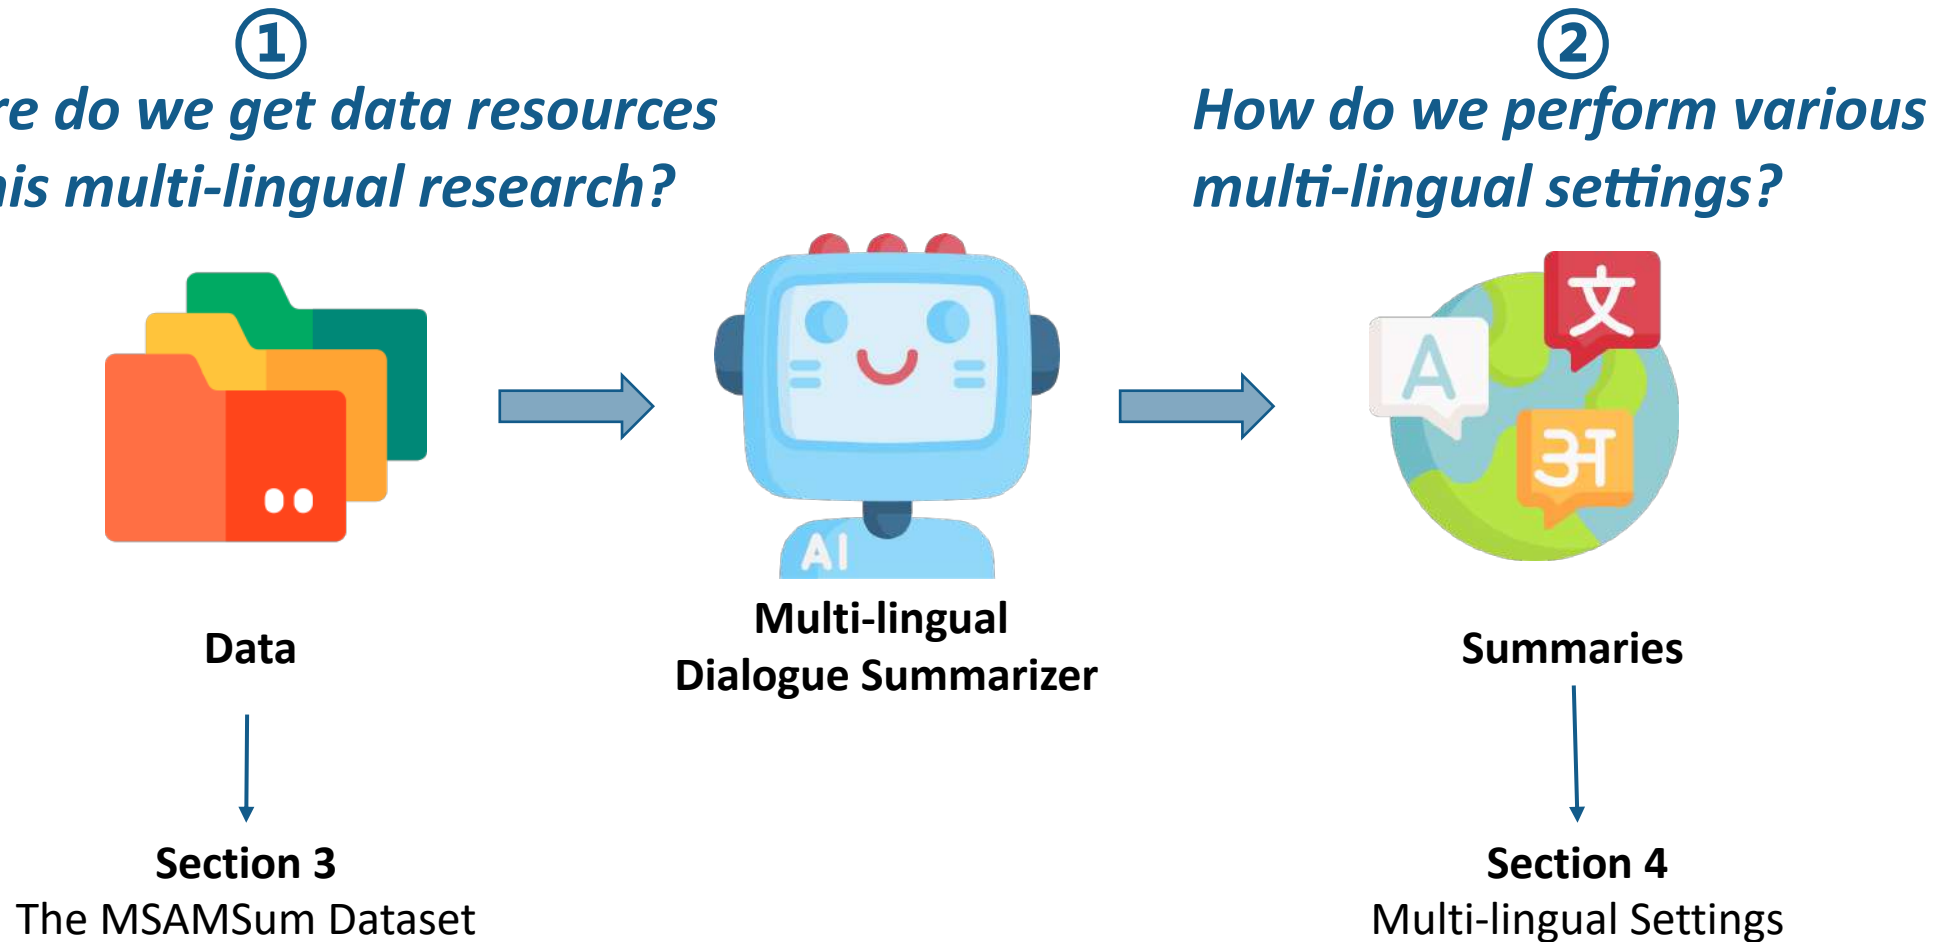 ①
re do we get data resources
his multi-lingual research?
②
How do we perform various
multi-lingual settings?
文
A
अ
AI
Data
Multi-lingual
Dialogue Summarizer
Summaries
Section 3
The MSAMSum Dataset
Section 4
Multi-lingual Settings